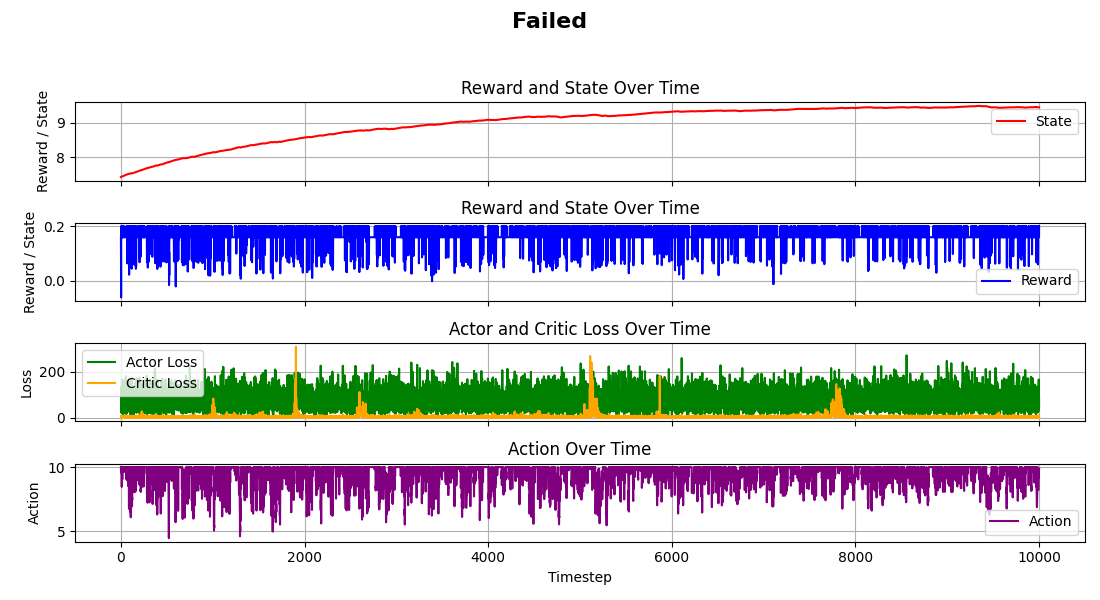 Failed
Reward and State Over Time
Reward / State
9
8
State
Reward and State Over Time
Reward / State
0.2
0.0
Reward
Actor and Critic Loss Over Time
Loss
200
0
Actor Loss
Critic Loss
Action Over Time
Action
10
5
Action
0
2000
4000
6000
8000
10000
Timestep